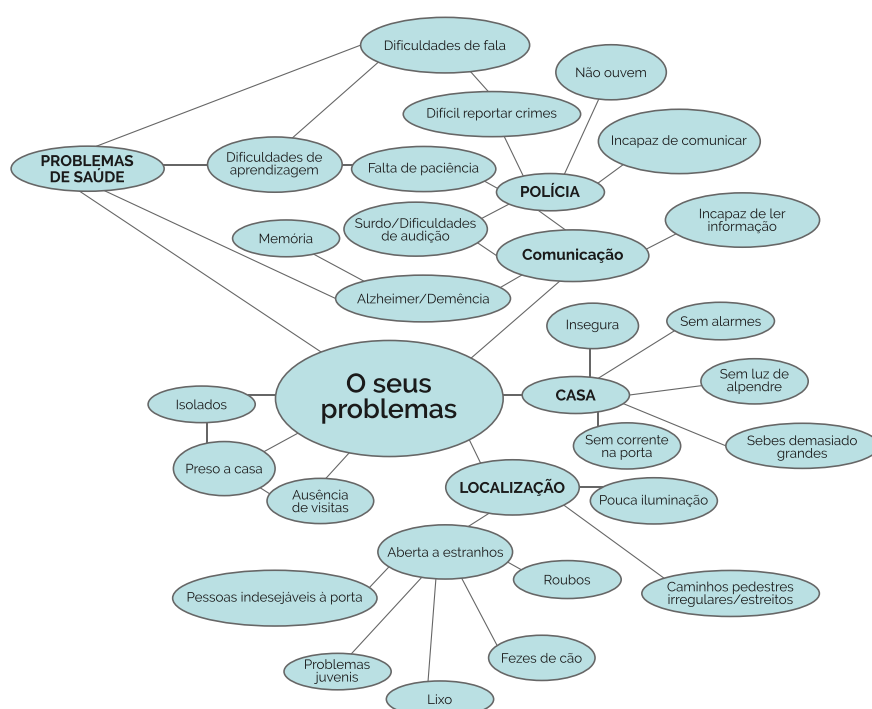 Dificuldades de fala
Não ouvem
Difícil reportar crimes
Incapaz de comunicar
PROBLEMAS
DE SAÚDE
Dificuldades de
aprendizagem
Falta de paciência
POLÍCIA
Surdo/Dificuldades
de audição
Incapaz de ler
informação
Memória
Comunicação
Alzheimer/Demência
Insegura
Sem alarmes
O seus
problemas
Sem luz de
alpendre
CASA
Isolados
Sem corrente
na porta
Sebes demasiado
grandes
Preso a casa
LOCALIZAÇÃO
Ausência
de visitas
Pouca iluminação
Aberta a estranhos
Roubos
Caminhos pedestres
irregulares/estreitos
Pessoas indesejáveis à porta
Fezes de cão
Problemas
juvenis
Lixo